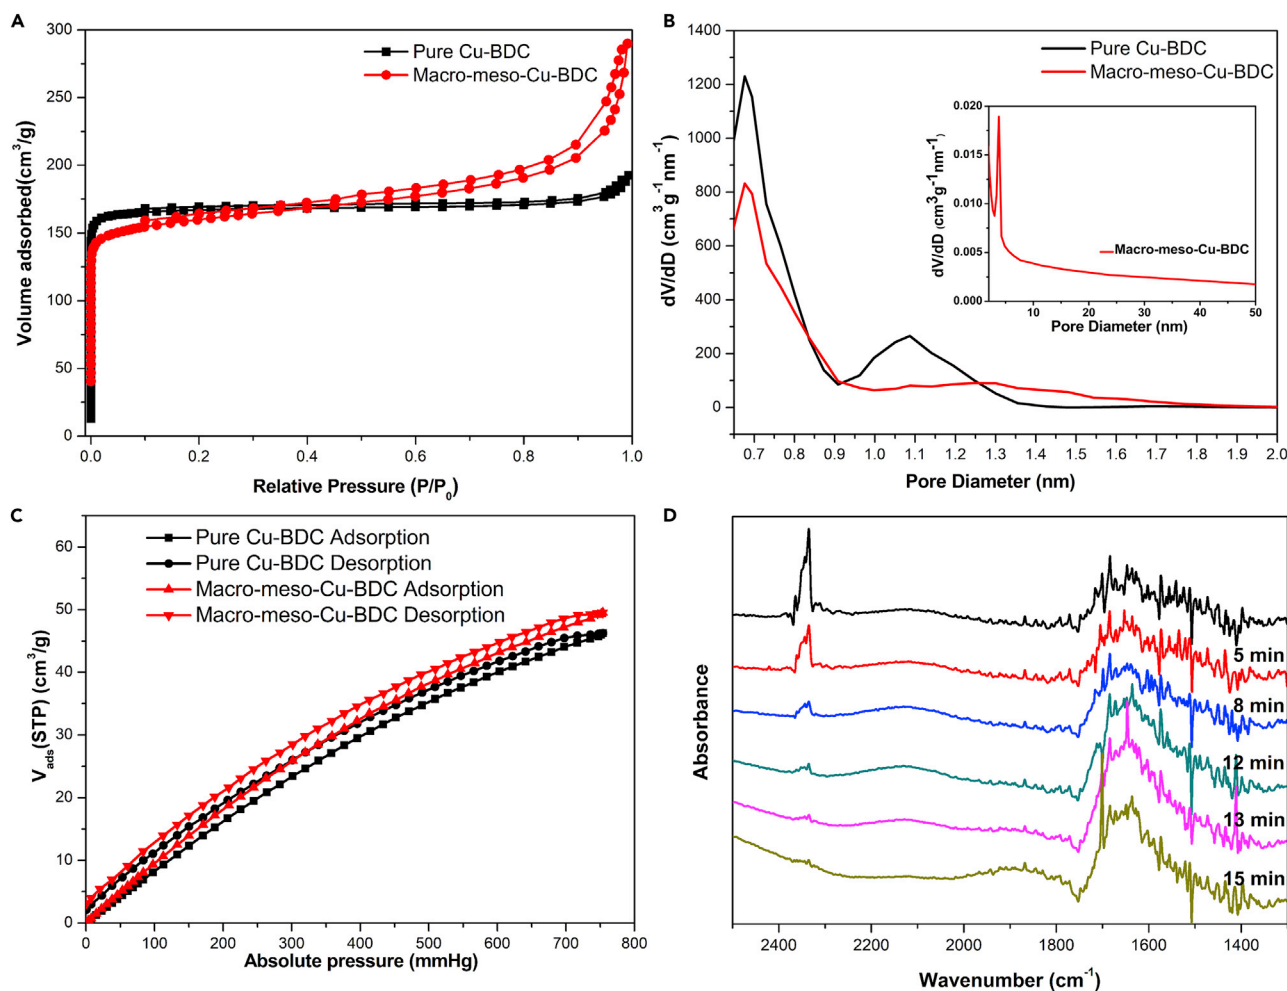 A
300
250
200
150
100
50
0
Volume adsorbed(cm³/g)
Pure Cu-BDC
Macro-meso-Cu-BDC
0.0 0.2 0.4 0.6 0.8 1.0
Relative Pressure (P/P₀)
B
1400
1200
1000
800
600
400
200
0
dV/dD (cm³ g⁻¹nm⁻¹)
Pure Cu-BDC
Macro-meso-Cu-BDC
0.020
0.015
0.010
0.005
0.000
dV/dD (cm³g⁻¹nm⁻¹)
Macro-meso-Cu-BDC
10 20 30 40 50
Pore Diameter (nm)
0.7 0.8 0.9 1.0 1.1 1.2 1.3 1.4 1.5 1.6 1.7 1.8 1.9 2.0
Pore Diameter (nm)
C
60
50
40
30
20
10
0
V_ads(STP) (cm³/g)
Pure Cu-BDC Adsorption
Pure Cu-BDC Desorption
Macro-meso-Cu-BDC Adsorption
Macro-meso-Cu-BDC Desorption
0 100 200 300 400 500 600 700 800
Absolute pressure (mmHg)
D
Absorbance
5 min
8 min
12 min
13 min
15 min
2400 2200 2000 1800 1600 1400
Wavenumber (cm⁻¹)